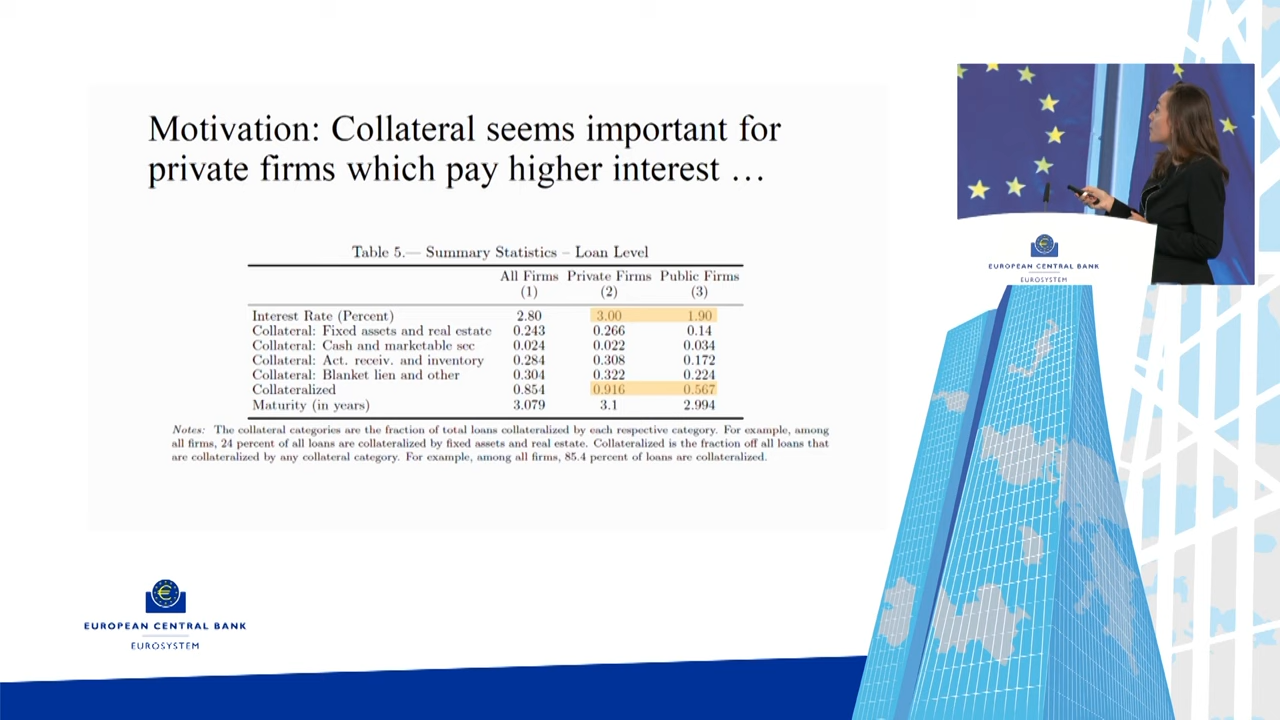 Motivation: Collateral seems important for
private firms which pay higher interest …
Table 5.— Summary Statistics – Loan Level
All Firms Private Firms Public Firms
(1) (2) (3)
Interest Rate (Percent) 2.80 3.00 1.90
Collateral: Fixed assets and real estate 0.243 0.266 0.14
Collateral: Cash and marketable sec 0.024 0.022 0.034
Collateral: Act. receiv. and inventory 0.284 0.308 0.172
Collateral: Blanket lien and other 0.304 0.322 0.224
Collateralized 0.854 0.916 0.567
Maturity (in years) 3.079 3.1 2.994
Notes: The collateral categories are the fraction of total loans collateralized by each respective category. For example, among
all firms, 24 percent of all loans are collateralized by fixed assets and real estate. Collateralized is the fraction off all loans that
are collateralized by any collateral category. For example, among all firms, 85.4 percent of loans are collateralized.
EUROPEAN CENTRAL BANK
EUROSYSTEM
EUROPEAN CENTRAL BANK
EUROSYSTEM